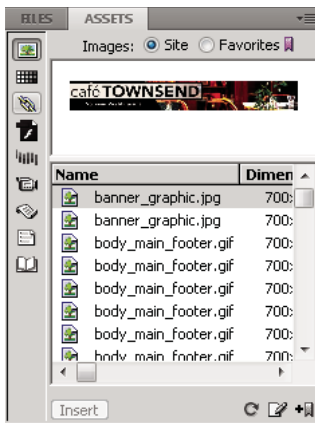 FILES ASSETS
Images: Site Favorites
café TOWNSEND
Name Dimen
banner_graphic.jpg 700:
banner_graphic.jpg 700:
body_main_footer.gif 700:
body_main_footer.gif 700:
body_main_footer.gif 700:
body_main_footer.gif 700:
body_main_footer.gif 700:
body_main_footer.gif 700:
Insert